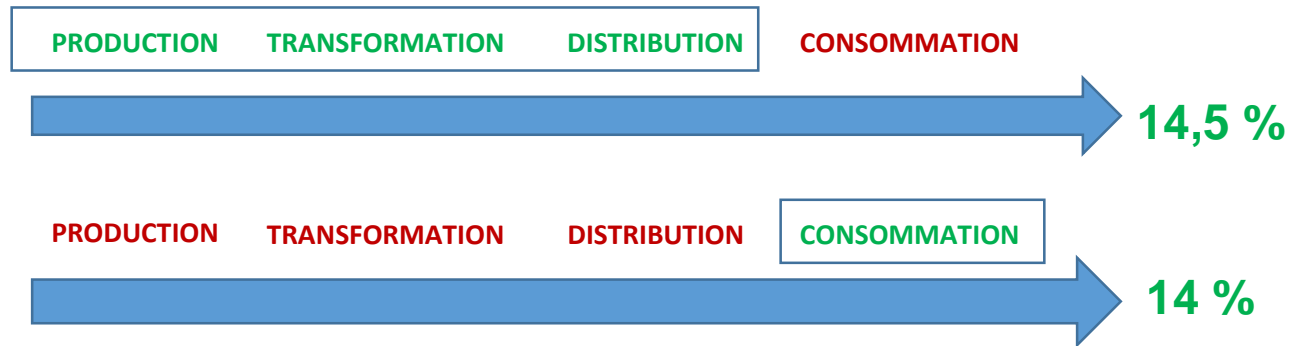 PRODUCTION TRANSFORMATION DISTRIBUTION CONSOMMATION
14,5 %
PRODUCTION TRANSFORMATION DISTRIBUTION CONSOMMATION
14 %